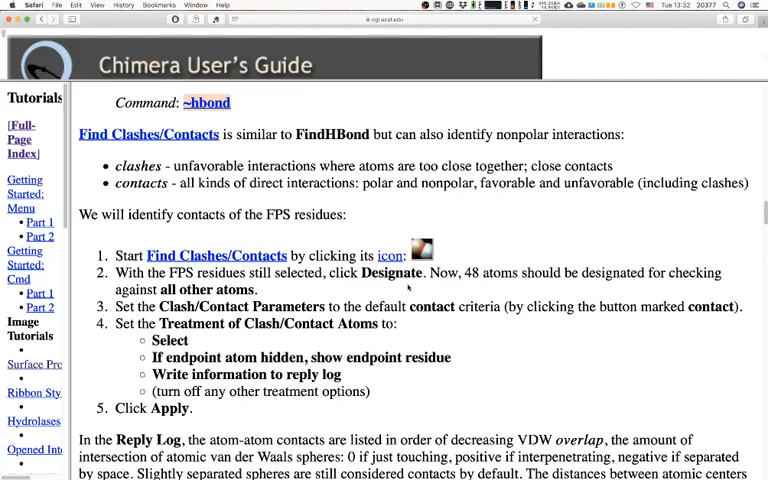 Safari File Edit View History Bookmarks Window Help Tue 13:32 20377
cgl.ucsf.edu
Chimera User's Guide
Tutorials
[Full-
Page
Index]
Getting
Started:
Menu
• Part 1
• Part 2
Getting
Started:
Cmd
• Part 1
• Part 2
Image
Tutorials
•
Surface Pro
•
Ribbon Sty
•
Hydrolases
•
Opened Int
•
Command: ~hbond
Find Clashes/Contacts is similar to FindHBond but can also identify nonpolar interactions:
• clashes - unfavorable interactions where atoms are too close together; close contacts
• contacts - all kinds of direct interactions: polar and nonpolar, favorable and unfavorable (including clashes)
We will identify contacts of the FPS residues:
1. Start Find Clashes/Contacts by clicking its icon:
2. With the FPS residues still selected, click Designate. Now, 48 atoms should be designated for checking
against all other atoms.
3. Set the Clash/Contact Parameters to the default contact criteria (by clicking the button marked contact).
4. Set the Treatment of Clash/Contact Atoms to:
○ Select
○ If endpoint atom hidden, show endpoint residue
○ Write information to reply log
○ (turn off any other treatment options)
5. Click Apply.
In the Reply Log, the atom-atom contacts are listed in order of decreasing VDW overlap, the amount of
intersection of atomic van der Waals spheres: 0 if just touching, positive if interpenetrating, negative if separated
by space. Slightly separated spheres are still considered contacts by default. The distances between atomic centers